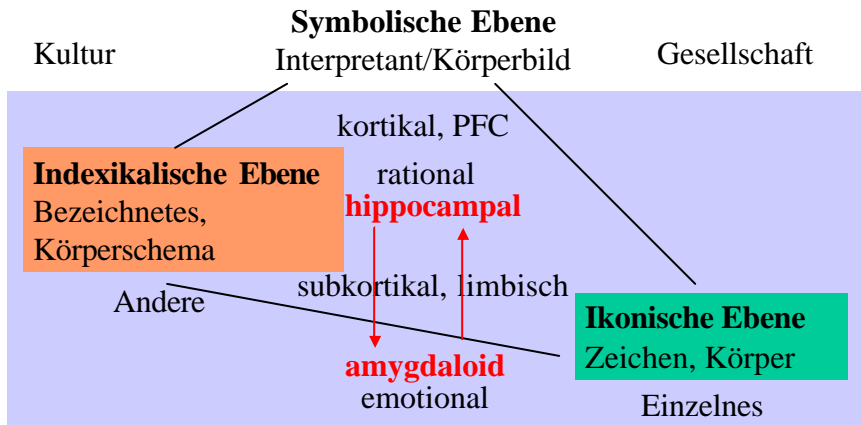 Symbolische Ebene
Kultur
Interpretant/Körperbild
Gesellschaft
kortikal, PFC
Indexikalische Ebene
Bezeichnetes,
Körperschema
rational
hippocampal
subkortikal, limbisch
Andere
Ikonische Ebene
Zeichen, Körper
amygdaloid
emotional
Einzelnes